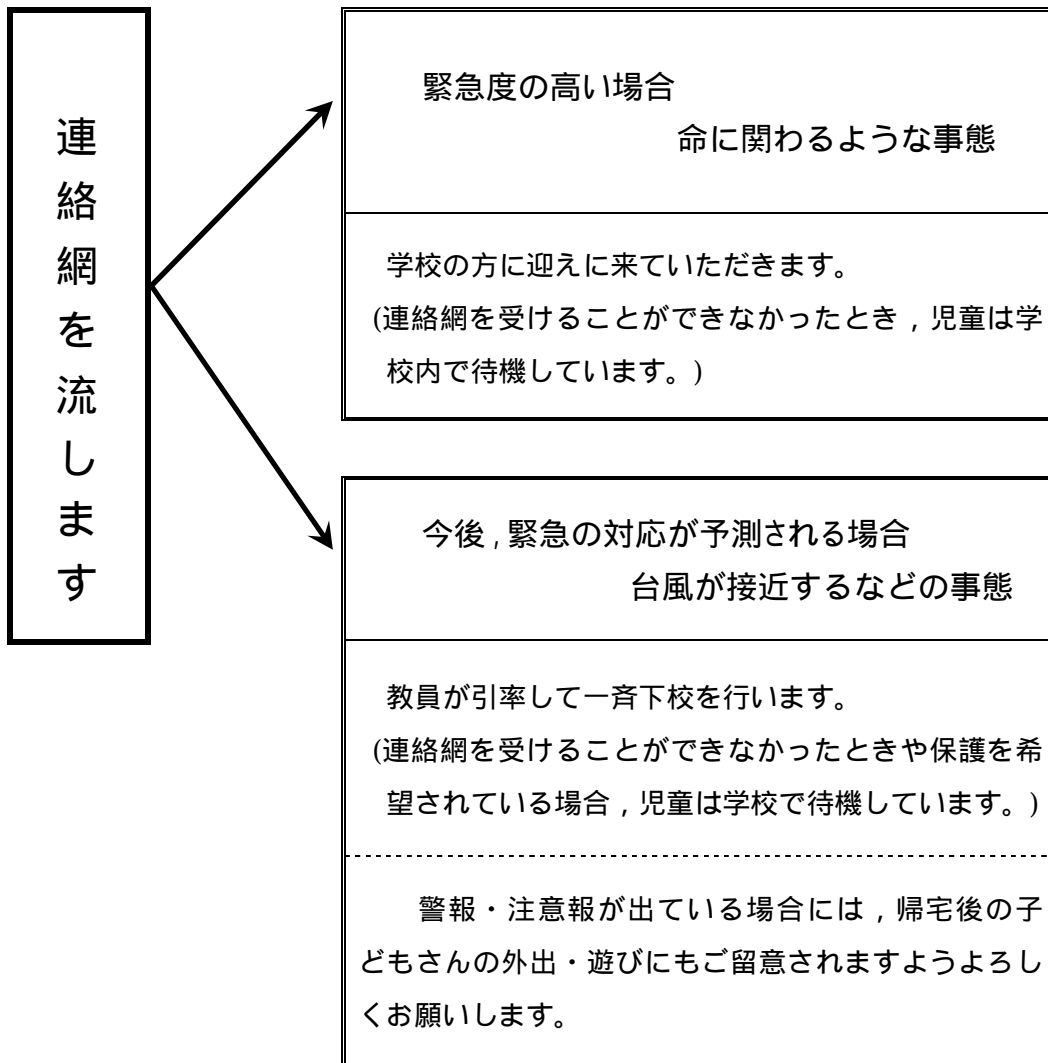 連絡網を流します
緊急度の高い場合
命に関わるような事態
学校の方に迎えに来ていただきます。
(連絡網を受けることができなかったとき，児童は学
校内で待機しています。)
今後，緊急の対応が予測される場合
台風が接近するなどの事態
教員が引率して一斉下校を行います。
(連絡網を受けることができなかったときや保護を希
望されている場合，児童は学校で待機しています。)
警報・注意報が出ている場合には，帰宅後の子
どもさんの外出・遊びにもご留意されますようよろし
くお願いします。